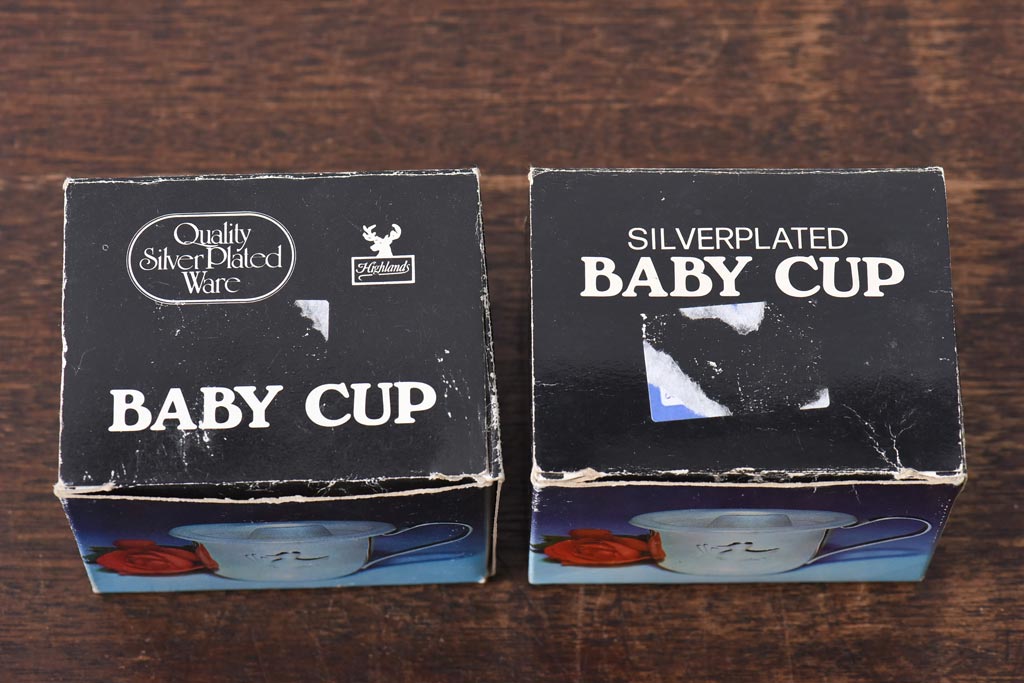 Quality
Silver Plated
Ware
Highlands
BABY CUP
SILVERPLATED
BABY CUP